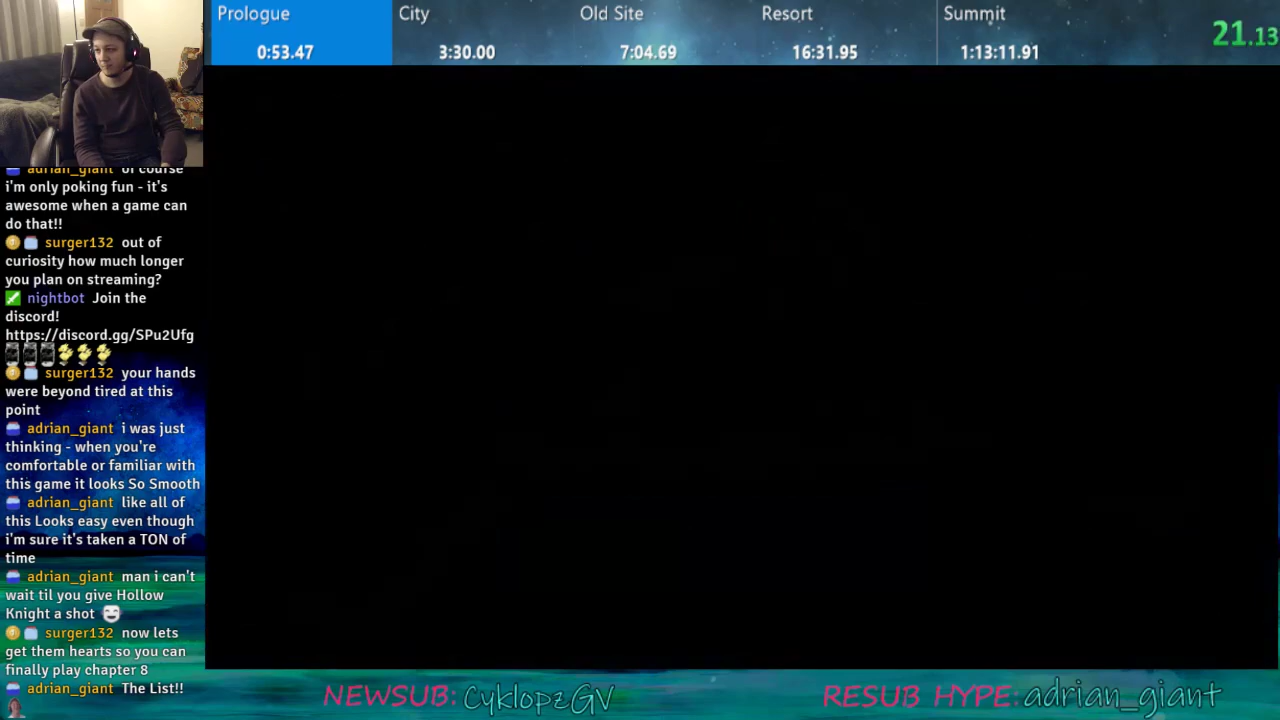 Prologue City Old Site Resort Summit
0:53.47 3:30.00 7:04.69 16:31.95 1:13:11.91
21.13
adrian_giant of course
i'm only poking fun - it's
awesome when a game can
do that!!
surger132 out of
curiosity how much longer
you plan on streaming?
nightbot Join the
discord!
https://discord.gg/SPu2Ufg
surger132 your hands
were beyond tired at this
point
adrian_giant i was just
thinking - when you're
comfortable or familiar with
this game it looks So Smooth
adrian_giant like all of
this Looks easy even though
i'm sure it's taken a TON of
time
adrian_giant man i can't
wait til you give Hollow
Knight a shot
surger132 now lets
get them hearts so you can
finally play chapter 8
adrian_giant The List!!
NEWSUB: CyklopzGV RESUB HYPE: adrian_giant